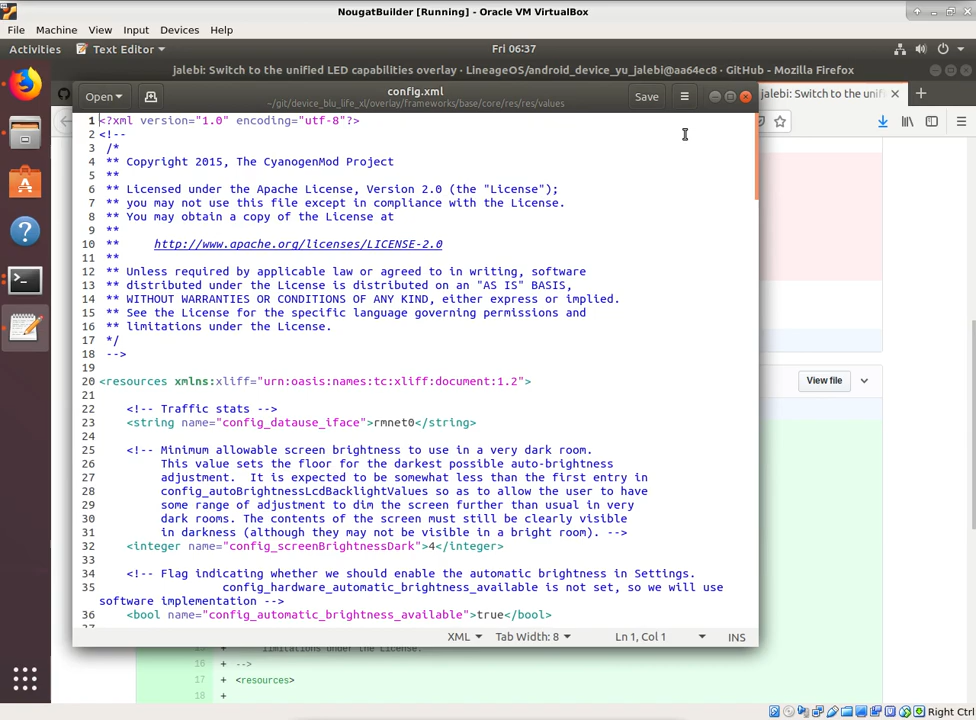 NougatBuilder [Running] - Oracle VM VirtualBox
File Machine View Input Devices Help
Activities Text Editor Fri 06:37
jalebi: Switch to the unified LED capabilities overlay · LineageOS/android_device_yu_jalebi@aa64ec8 · GitHub - Mozilla Firefox
Open config.xml Save
~/git/device_blu_life_xl/overlay/frameworks/base/core/res/res/values
jalebi: Switch to the unifi
1 <?xml version="1.0" encoding="utf-8"?>
2 <!--
3 /*
4 ** Copyright 2015, The CyanogenMod Project
5 **
6 ** Licensed under the Apache License, Version 2.0 (the "License");
7 ** you may not use this file except in compliance with the License.
8 ** You may obtain a copy of the License at
9 **
10 ** http://www.apache.org/licenses/LICENSE-2.0
11 **
12 ** Unless required by applicable law or agreed to in writing, software
13 ** distributed under the License is distributed on an "AS IS" BASIS,
14 ** WITHOUT WARRANTIES OR CONDITIONS OF ANY KIND, either express or implied.
15 ** See the License for the specific language governing permissions and
16 ** limitations under the License.
17 */
18 -->
19
20 <resources xmlns:xliff="urn:oasis:names:tc:xliff:document:1.2">
21
22 <!-- Traffic stats -->
23 <string name="config_datause_iface">rmnet0</string>
24
25 <!-- Minimum allowable screen brightness to use in a very dark room.
26 This value sets the floor for the darkest possible auto-brightness
27 adjustment. It is expected to be somewhat less than the first entry in
28 config_autoBrightnessLcdBacklightValues so as to allow the user to have
29 some range of adjustment to dim the screen further than usual in very
30 dark rooms. The contents of the screen must still be clearly visible
31 in darkness (although they may not be visible in a bright room). -->
32 <integer name="config_screenBrightnessDark">4</integer>
33
34 <!-- Flag indicating whether we should enable the automatic brightness in Settings.
35 config_hardware_automatic_brightness_available is not set, so we will use
software implementation -->
36 <bool name="config_automatic_brightness_available">true</bool>
View file
XML Tab Width: 8 Ln 1, Col 1 INS
limitations under the License.
16 + -->
17 + <resources>
18 +
Right Ctrl